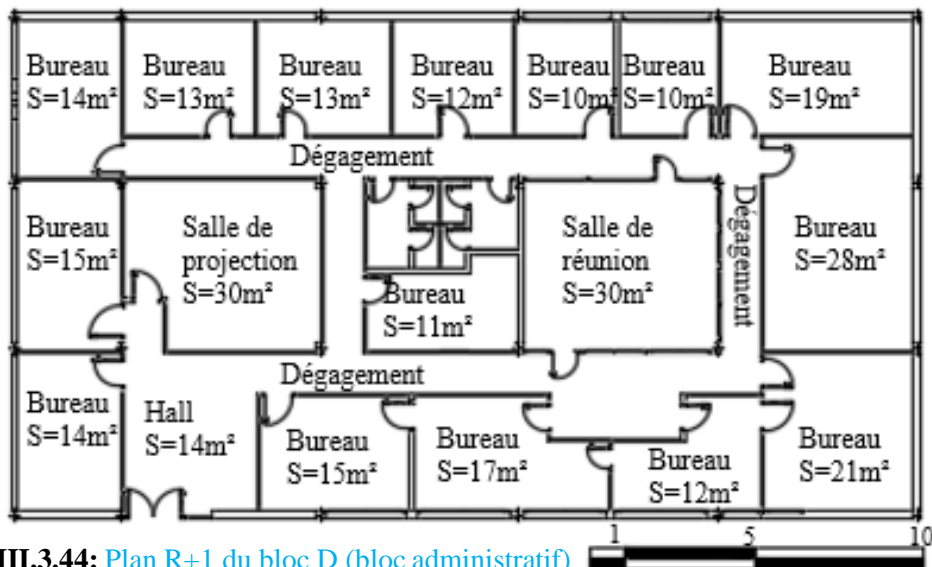 Bureau
S=14m²
Bureau
S=13m²
Bureau
S=13m²
Bureau
S=12m²
Bureau
S=10m²
Bureau
S=10m²
Bureau
S=19m²
Dégagement
Bureau
S=15m²
Salle de
projection
S=30m²
Bureau
S=11m²
Salle de
réunion
S=30m²
Dégagement
Bureau
S=28m²
Dégagement
Bureau
S=14m²
Hall
S=14m²
Bureau
S=15m²
Bureau
S=17m²
Bureau
S=12m²
Bureau
S=21m²
1 5 10
III.3.44: Plan R+1 du bloc D (bloc administratif)